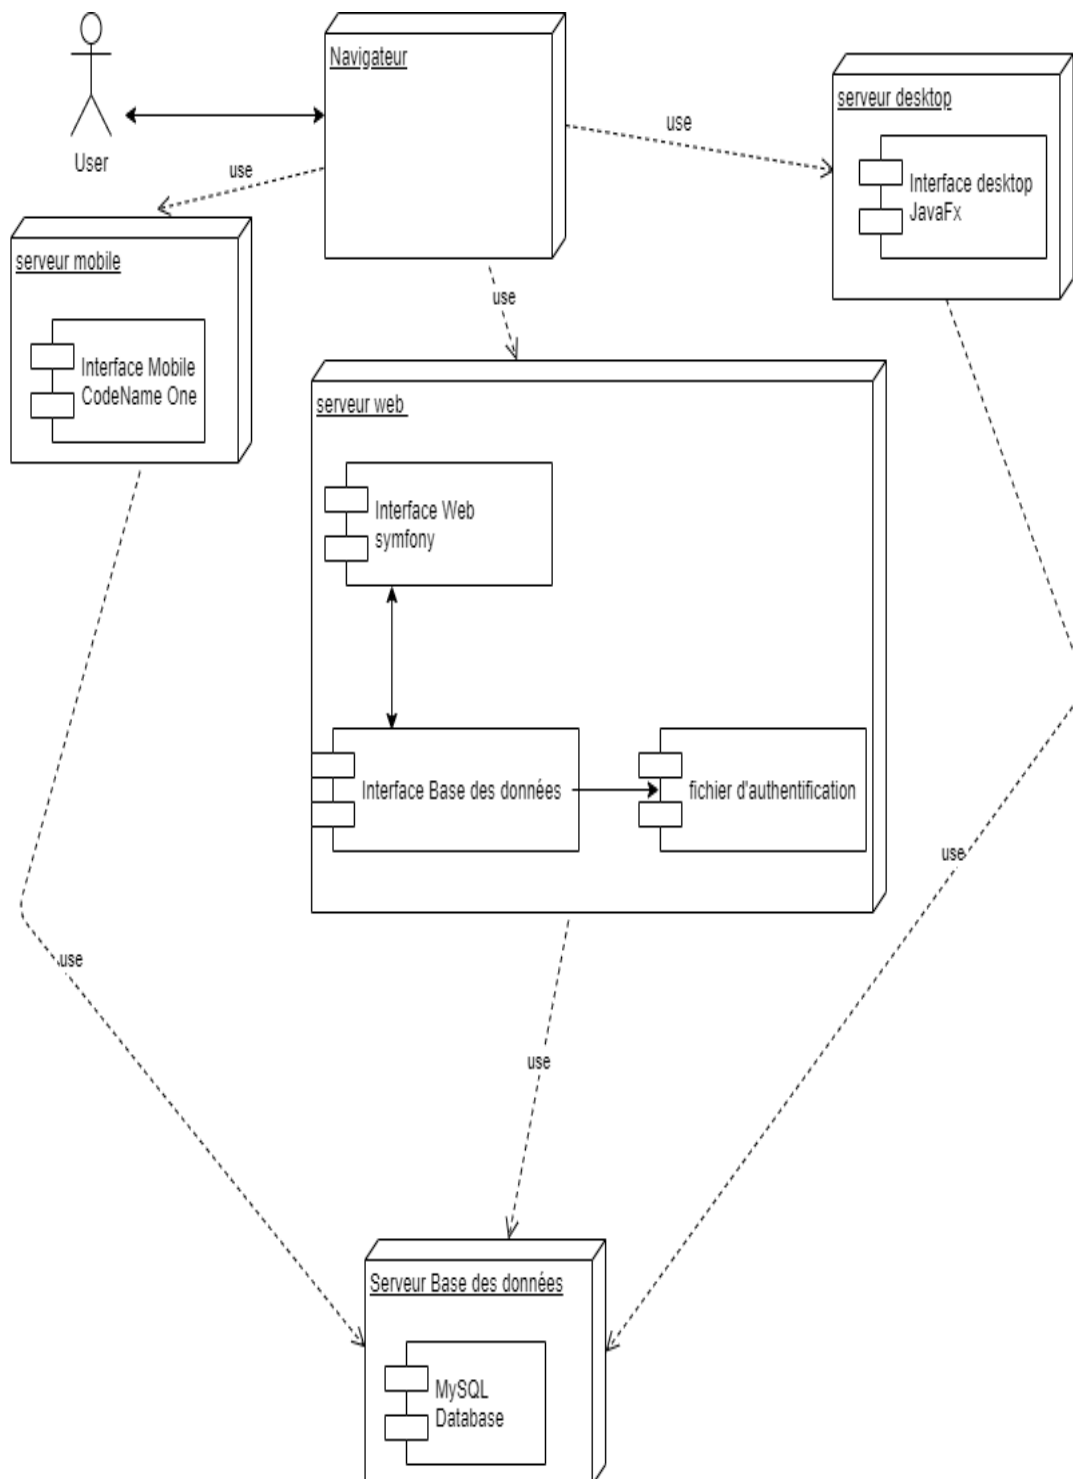 Navigateur
serveur desktop
use
User
use
Interface desktop
JavaFx
serveur mobile
use
Interface Mobile
CodeName One
serveur web
Interface Web
symfony
Interface Base des données
fichier d'authentification
use
use
use
Serveur Base des données
MySQL
Database